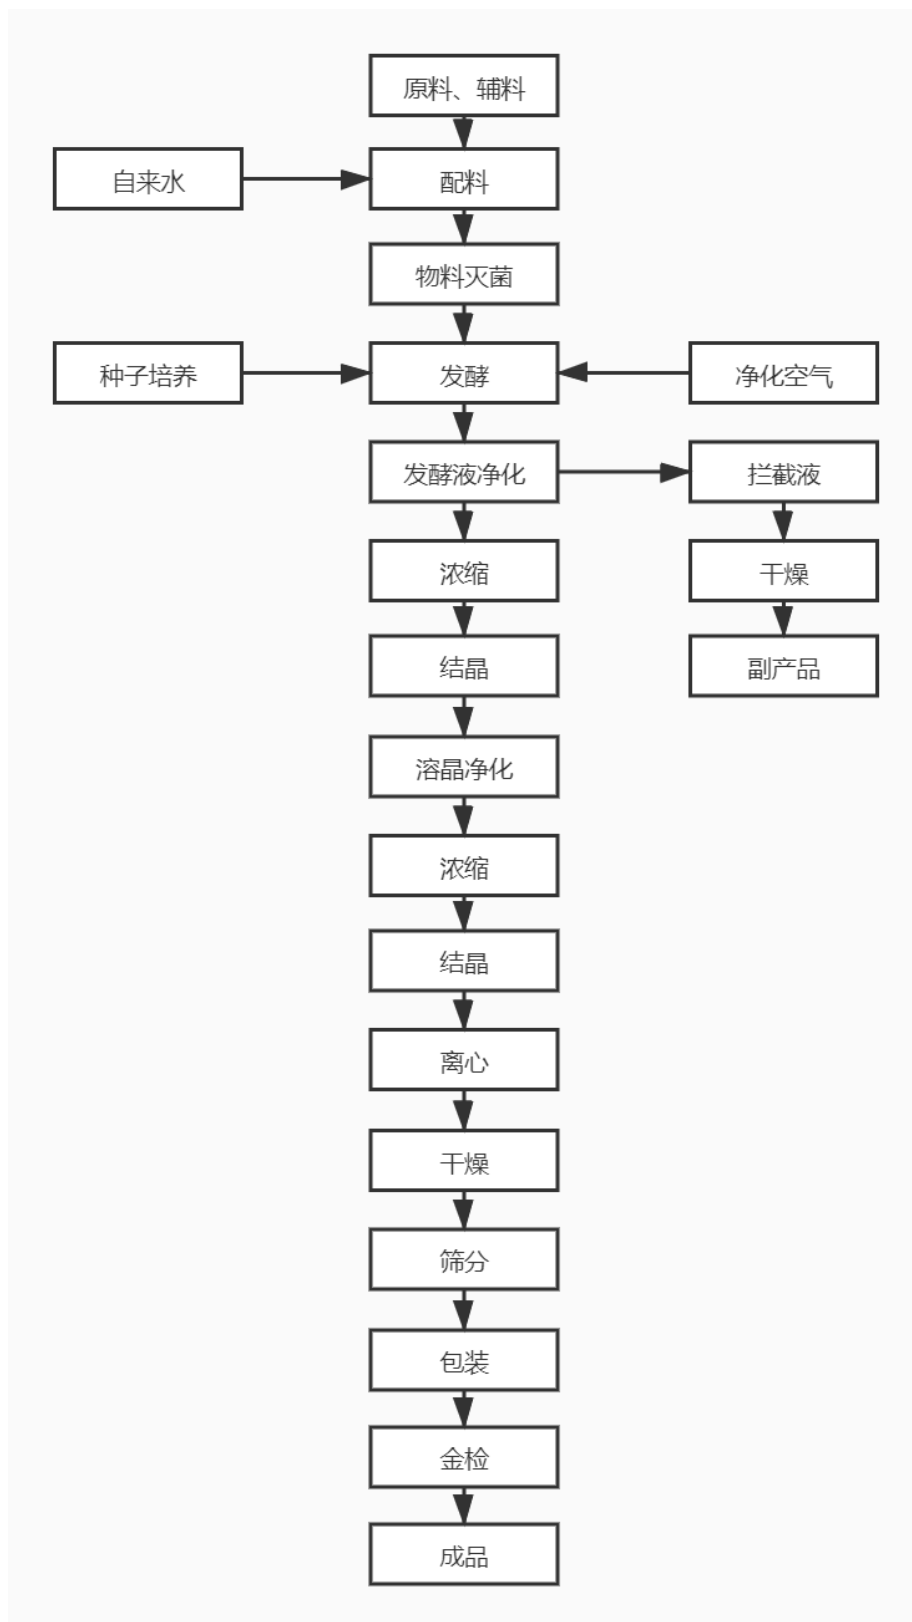 原料、辅料
自来水
配料
物料灭菌
种子培养
发酵
净化空气
发酵液净化
拦截液
浓缩
干燥
结晶
副产品
溶晶净化
浓缩
结晶
离心
干燥
筛分
包装
金检
成品